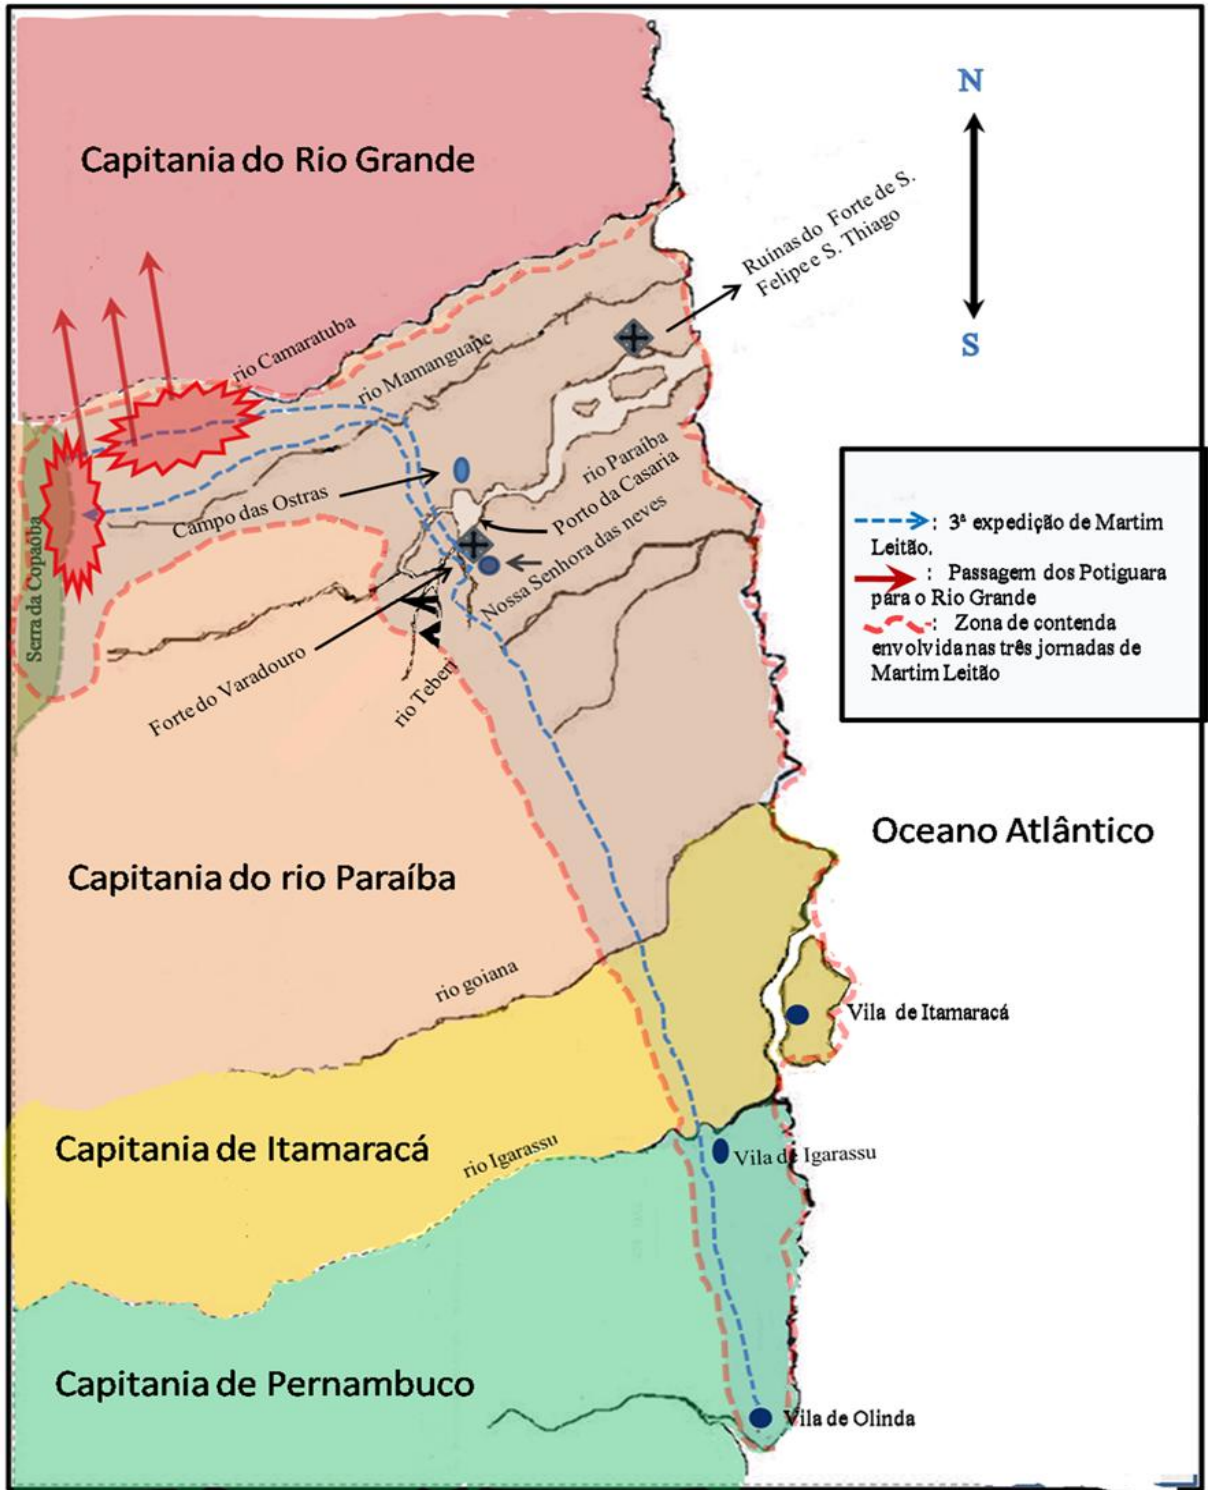 N
Capitania do Rio Grande
Ruínas do Forte de S.
Felipe e S. Thiago
S
rio Camaratuba
rio Mamanguape
rio Paraíba
Porto da Casaria
Campo das Ostras
Nossa Senhora das neves
Serra da Copaóba
Forte do Varadouro
rio Teberi
: 3ª expedição de Martim
Leitão.
: Passagem dos Potiguara
para o Rio Grande
: Zona de contenda
envolvida nas três jornadas de
Martim Leitão
Oceano Atlântico
Capitania do rio Paraíba
rio goiana
Vila de Itamaracá
Capitania de Itamaracá
rio Igarassu
Vila de Igarassu
Capitania de Pernambuco
Vila de Olinda